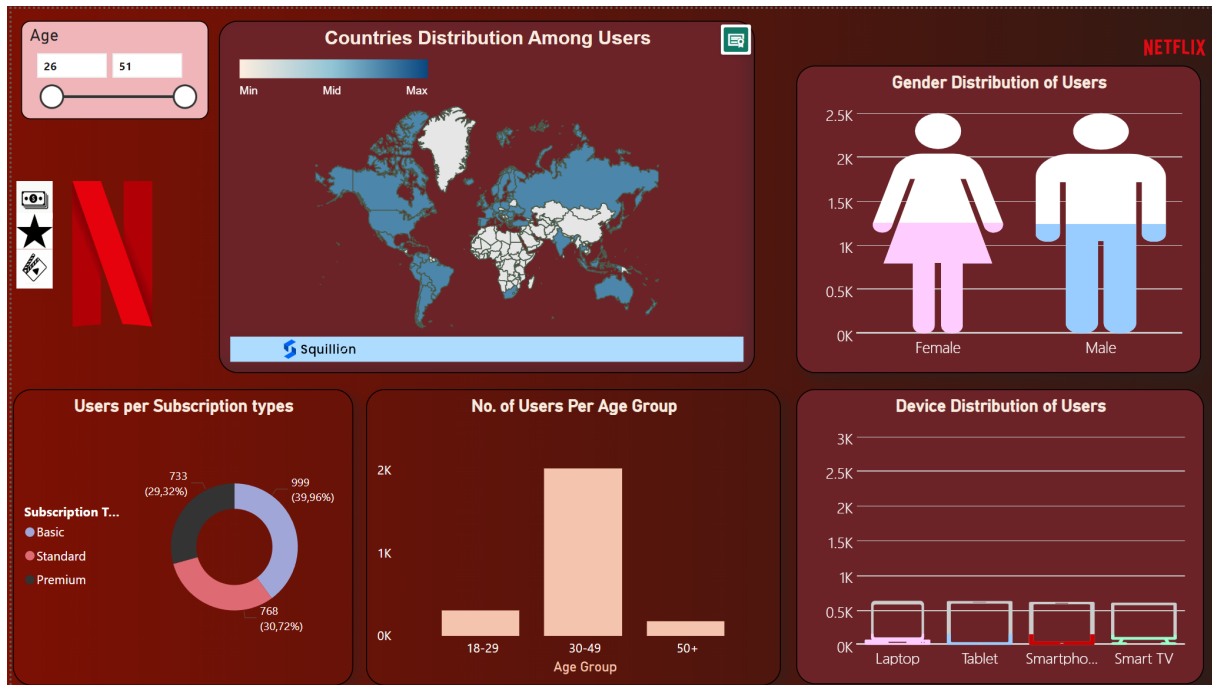 Age
26
51
Countries Distribution Among Users
Min
Mid
Max
Squillion
NETFLIX
Gender Distribution of Users
2.5K
2K
1.5K
1K
0.5K
0K
Female
Male
Users per Subscription types
733
(29,32%)
999
(39,96%)
768
(30,72%)
Subscription T...
Basic
Standard
Premium
No. of Users Per Age Group
2K
1K
0K
18-29
30-49
50+
Age Group
Device Distribution of Users
3K
2.5K
2K
1.5K
1K
0.5K
0K
Laptop
Tablet
Smartpho...
Smart TV